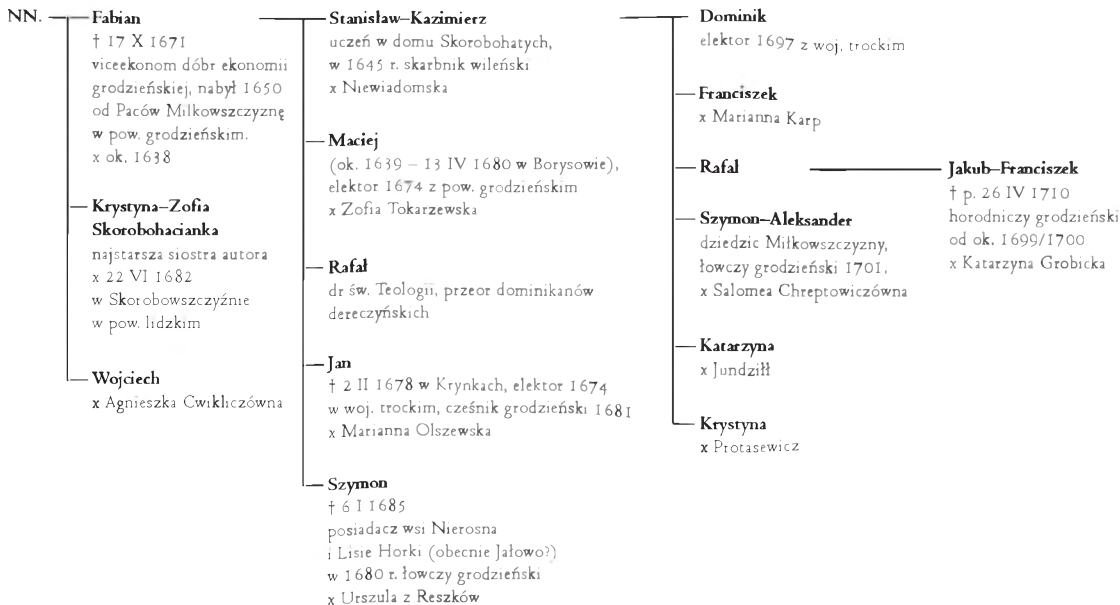 NN.
Fabian
† 17 X 1671
viceekonom dóbr ekonomii
grodzieńskiej, nabył 1650
od Paców Milkowszczyznę
w pow. grodzieńskim.
x ok. 1638
Krystyna–Zofia
Skorobohacianka
najstarsza siostra autora
x 22 VI 1682
w Skorobowszczyźnie
w pow. lidzkim
Wojciech
x Agnieszka Cwikliczówna
Stanisław–Kazimierz
uczeń w domu Skorobohatych,
w 1645 r. skarbnik wileński
x Niewiadomska
Maciej
(ok. 1639 – 13 IV 1680 w Borysowie),
elektor 1674 z pow. grodzieńskim
x Zofia Tokarzewska
Rafał
dr św. Teologii, przeor dominikanów
dereczyńskich
Jan
† 2 II 1678 w Krynkach, elektor 1674
w woj. trockim, cześnik grodzieński 1681
x Marianna Olszewska
Szymon
† 6 I 1685
posiadacz wsi Nierosna
i Lisie Horki (obecnie Jałowo?)
w 1680 r. łowczy grodzieński
x Urszula z Reszków
Dominik
elektor 1697 z woj. trockim
Franciszek
x Marianna Karp
Rafał
Szymon–Aleksander
dziedzic Miłkowszczyzny,
łowczy grodzieński 1701,
x Salomea Chreptowiczówna
Katarzyna
x Jundziłł
Krystyna
x Protasewicz
Jakub–Franciszek
† p. 26 IV 1710
horodniczy grodzieński
od ok. 1699/1700
x Katarzyna Grobicka